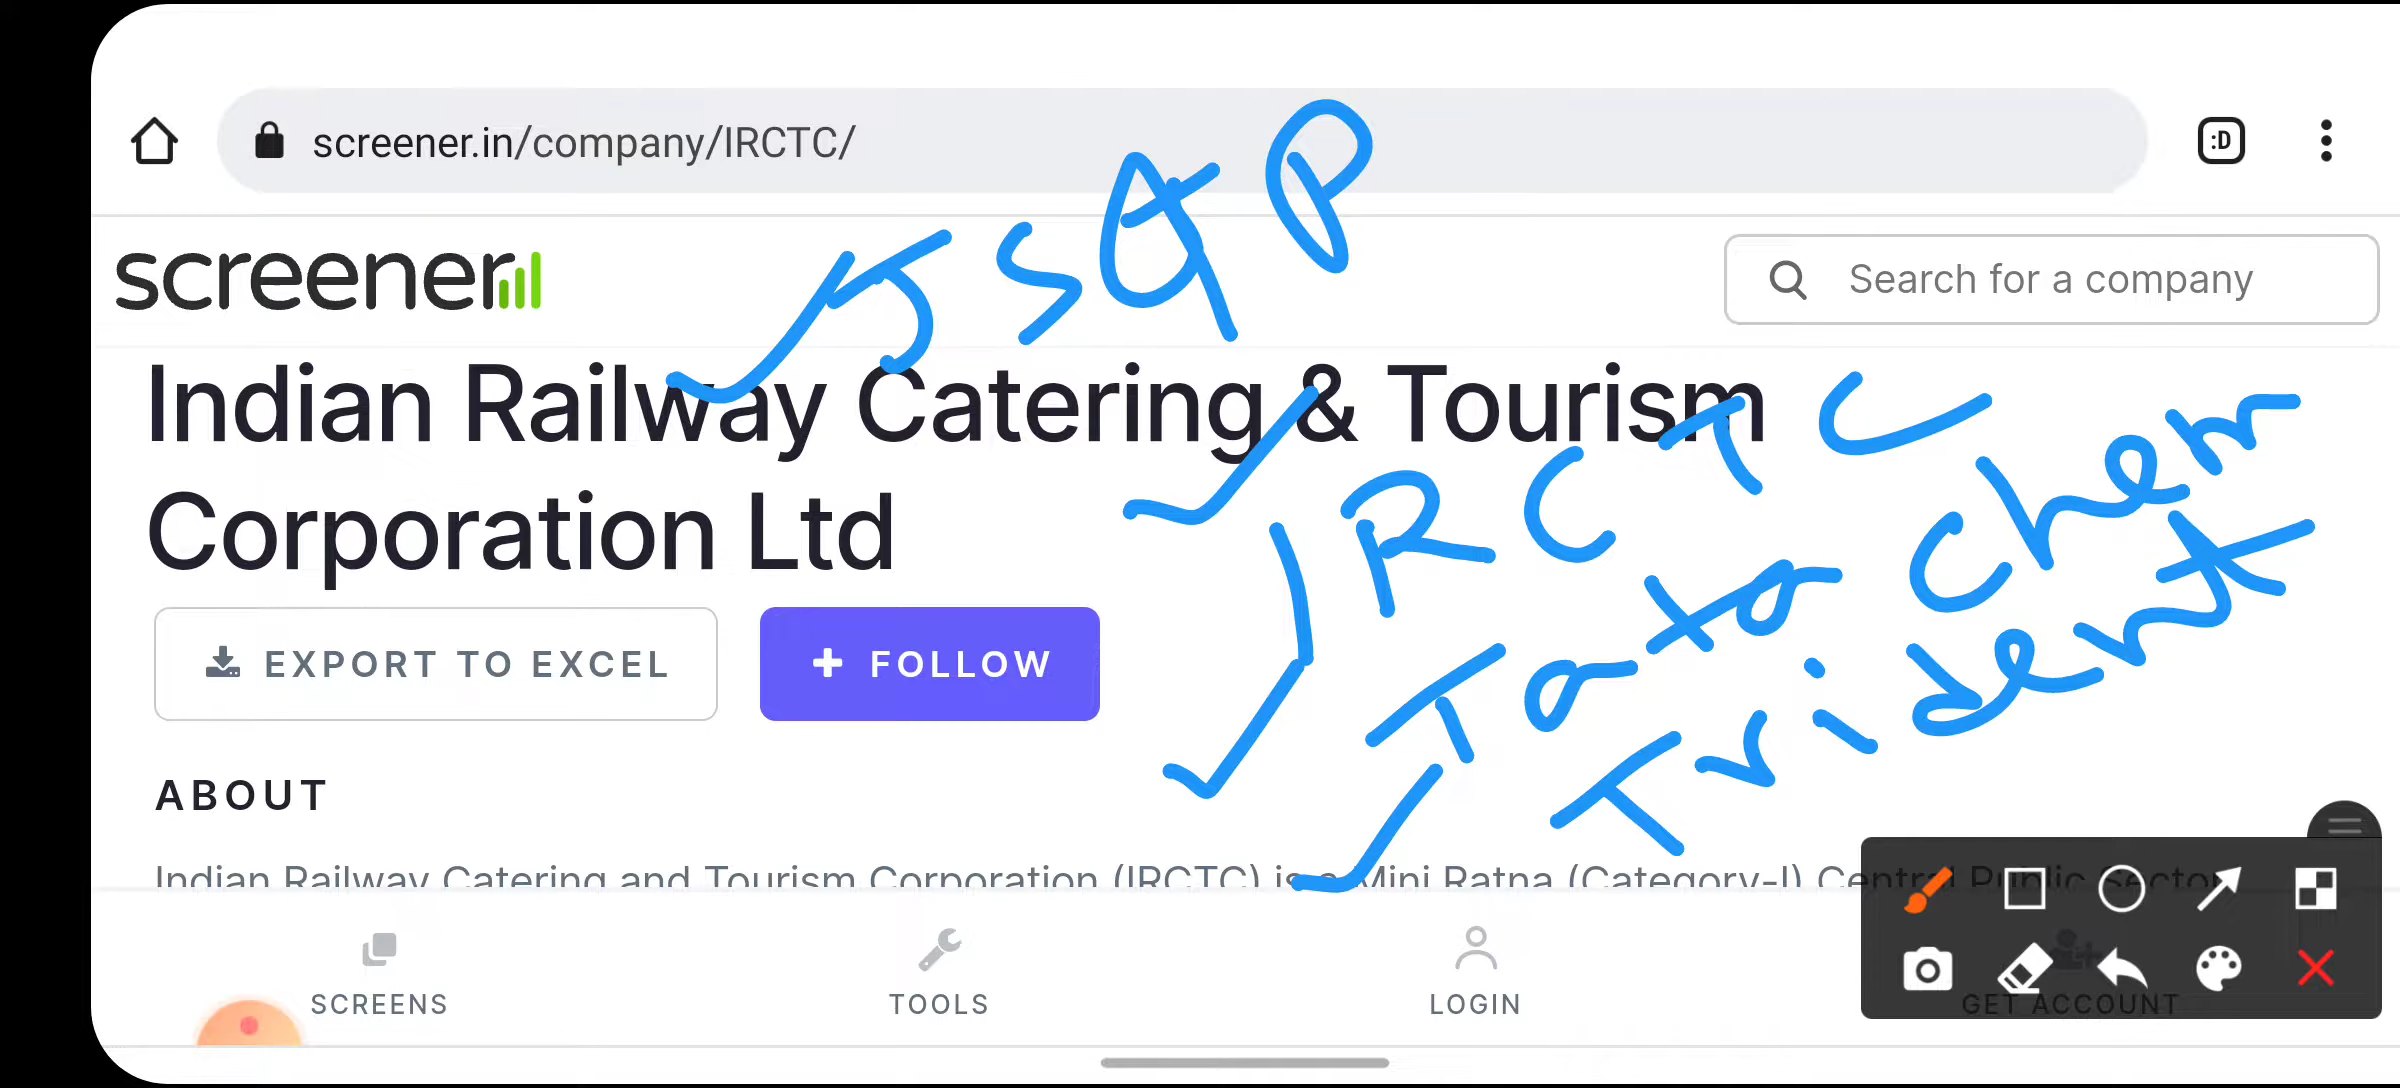 screener.in/company/IRCTC/
:D
screener
Search for a company
JSAP
Indian Railway Catering & Tourism
Corporation Ltd
IRCTC
Tata Chem
Trident
EXPORT TO EXCEL
FOLLOW
ABOUT
Indian Railway Catering and Tourism Corporation (IRCTC) is a Mini Ratna (Category-I) Central Public Sector
SCREENS
TOOLS
LOGIN
GET ACCOUNT